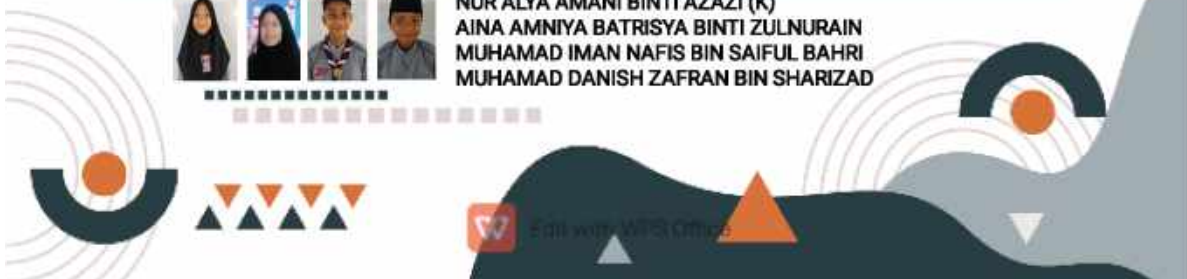 NUR ALYA AMANI BINTI AZAZI (K)
AINA AMNIYA BATRISYA BINTI ZULNURAIN
MUHAMAD IMAN NAFIS BIN SAIFUL BAHRI
MUHAMAD DANISH ZAFRAN BIN SHARIZAD
Edit with WPS Office